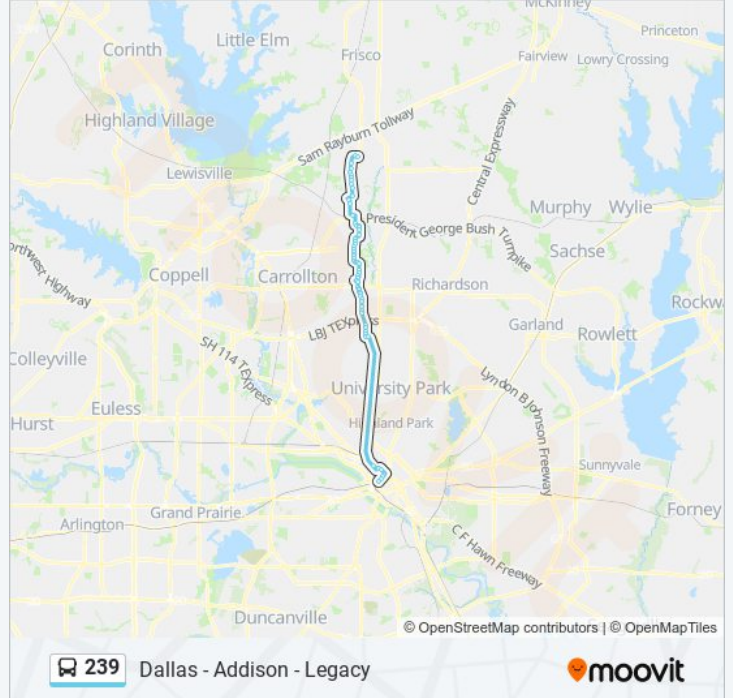 McKinney
Princeton
Little Elm
Corinth
Frisco
Fairview
Lowry Crossing
Highland Village
Sam Rayburn Tollway
Central Expressway
Lewisville
Murphy
Wylie
President George Bush Turnpike
Sachse
orthwest Highway
Coppell
Carrollton
Richardson
Rockwa
LBJ TEXpress
Garland
Rowlett
Colleyville
SH 114 TEXpress
University Park
Lyndon B Johnson Freeway
Euless
Hurst
Highland Park
Sunnyvale
Grand Prairie
Forney
Arlington
C F Hawn Freeway
Duncanville
© OpenStreetMap contributors | © OpenMapTiles
239 Dallas - Addison - Legacy
moovit